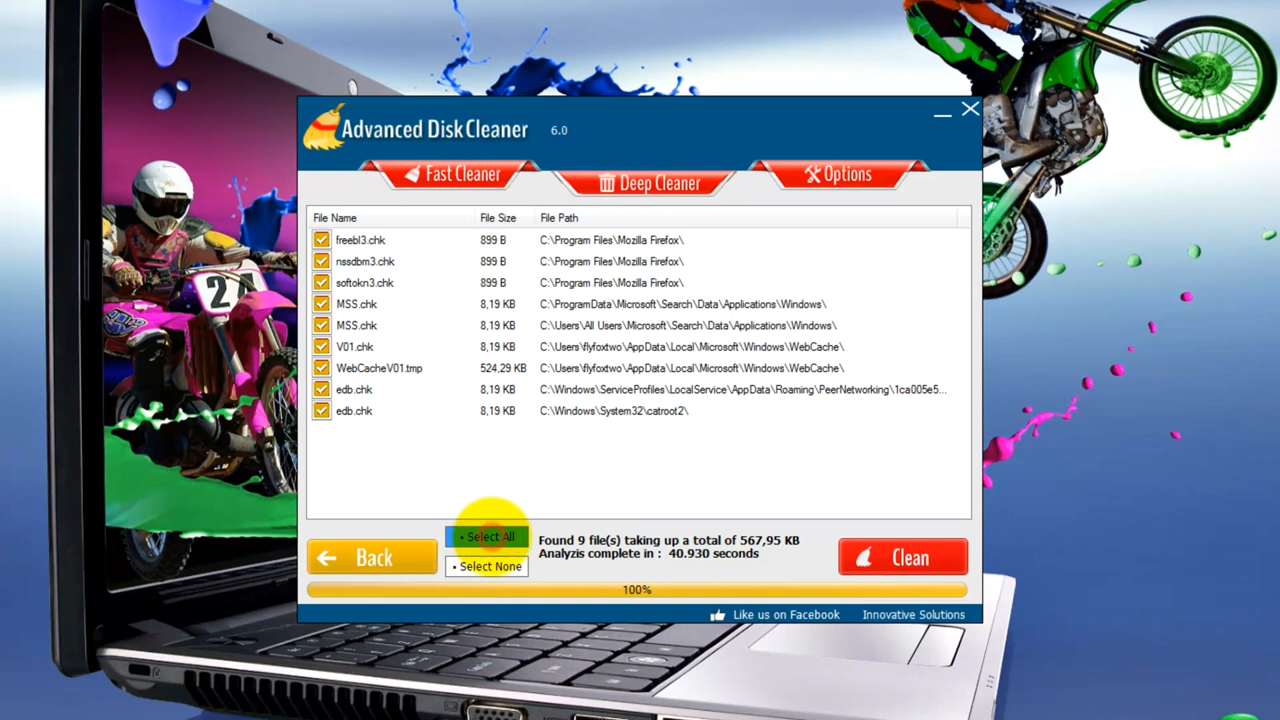 Advanced DiskCleaner 6.0
Fast Cleaner Deep Cleaner Options
File Name File Size File Path
freebl3.chk 899 B C:\Program Files\Mozilla Firefox\
nssdbm3.chk 899 B C:\Program Files\Mozilla Firefox\
softokn3.chk 899 B C:\Program Files\Mozilla Firefox\
MSS.chk 8,19 KB C:\ProgramData\Microsoft\Search\Data\Applications\Windows\
MSS.chk 8,19 KB C:\Users\All Users\Microsoft\Search\Data\Applications\Windows\
V01.chk 8,19 KB C:\Users\flyfoxtwo\AppData\Local\Microsoft\Windows\WebCache\
WebCacheV01.tmp 524,29 KB C:\Users\flyfoxtwo\AppData\Local\Microsoft\Windows\WebCache\
edb.chk 8,19 KB C:\Windows\ServiceProfiles\LocalService\AppData\Roaming\PeerNetworking\1ca005e5...
edb.chk 8,19 KB C:\Windows\System32\catroot2\
Back
• Select All
• Select None
Found 9 file(s) taking up a total of 567,95 KB
Analyzis complete in : 40.930 seconds
Clean
100%
Like us on Facebook Innovative Solutions